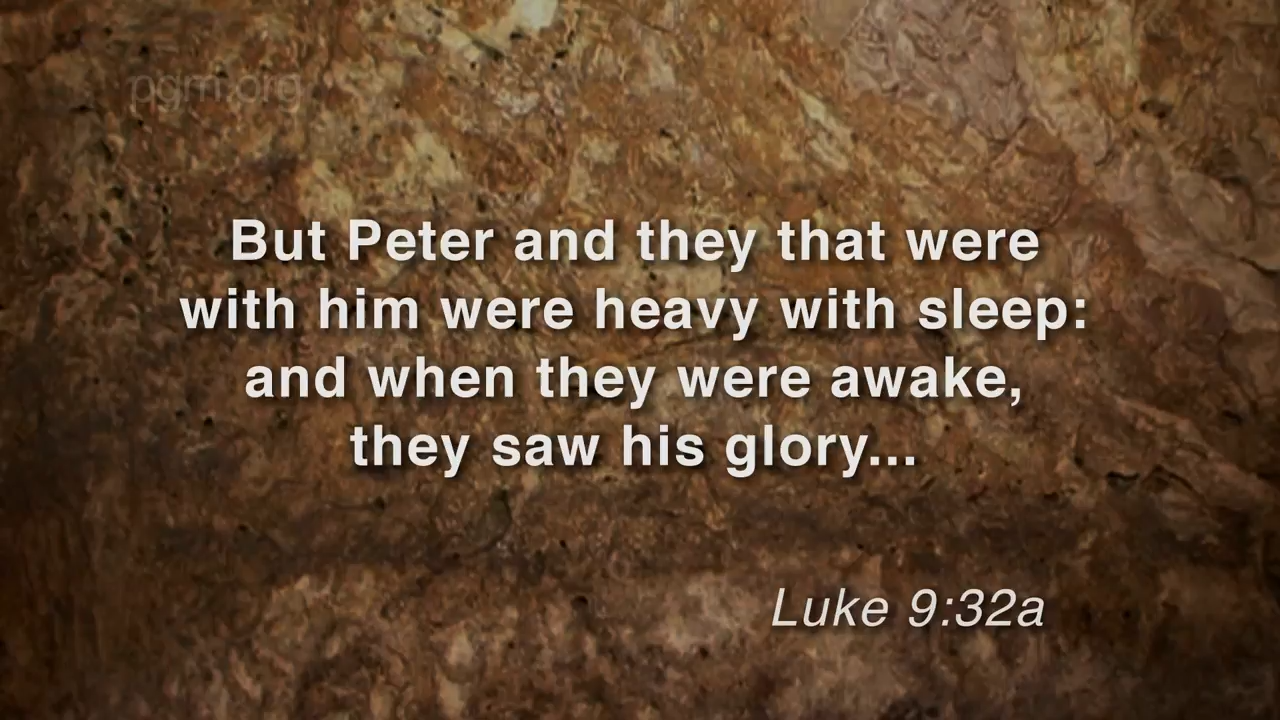 pgm.org
But Peter and they that were
with him were heavy with sleep:
and when they were awake,
they saw his glory...
Luke 9:32a